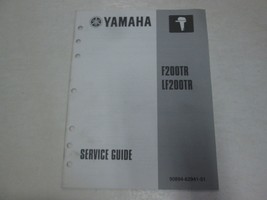 YAMAHA
F200TR
LF200TR
SERVICE GUIDE